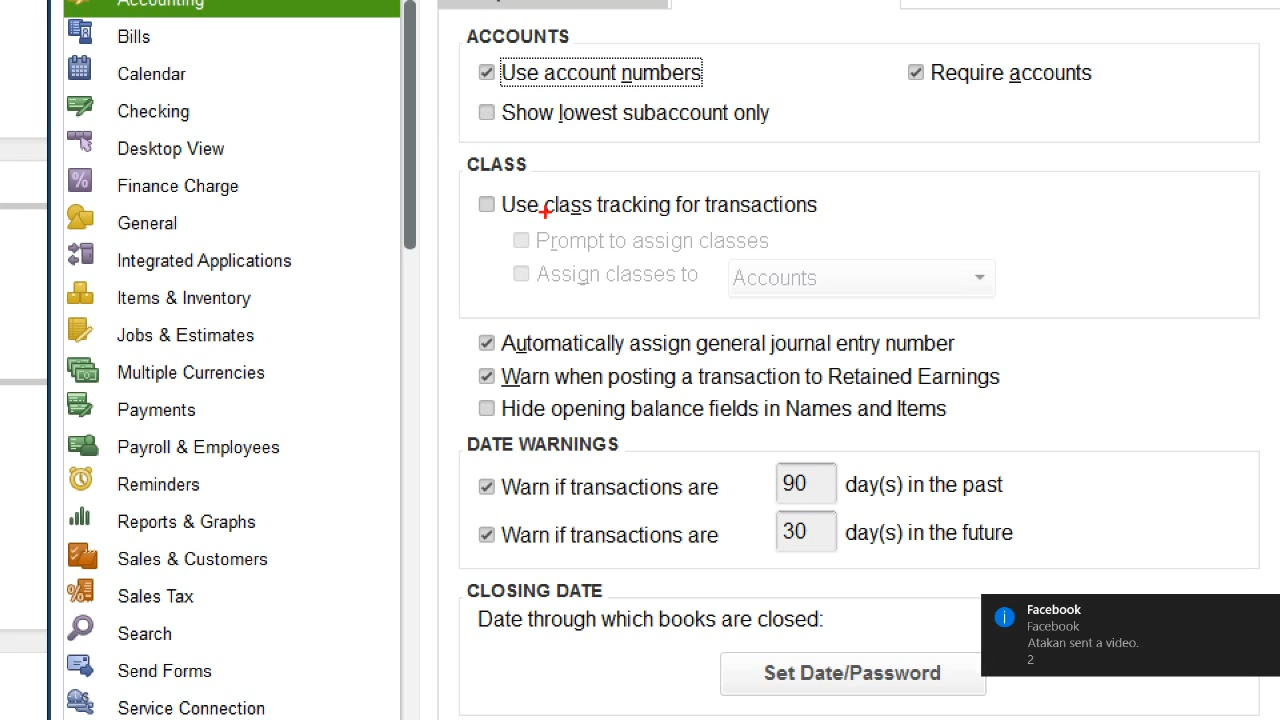 Accounting
Bills
Calendar
Checking
Desktop View
Finance Charge
General
Integrated Applications
Items & Inventory
Jobs & Estimates
Multiple Currencies
Payments
Payroll & Employees
Reminders
Reports & Graphs
Sales & Customers
Sales Tax
Search
Send Forms
Service Connection
ACCOUNTS
Use account numbers
Require accounts
Show lowest subaccount only
CLASS
Use class tracking for transactions
Prompt to assign classes
Assign classes to Accounts
Automatically assign general journal entry number
Warn when posting a transaction to Retained Earnings
Hide opening balance fields in Names and Items
DATE WARNINGS
Warn if transactions are 90 day(s) in the past
Warn if transactions are 30 day(s) in the future
CLOSING DATE
Date through which books are closed:
Set Date/Password
Facebook
Facebook
Atakan sent a video.
2